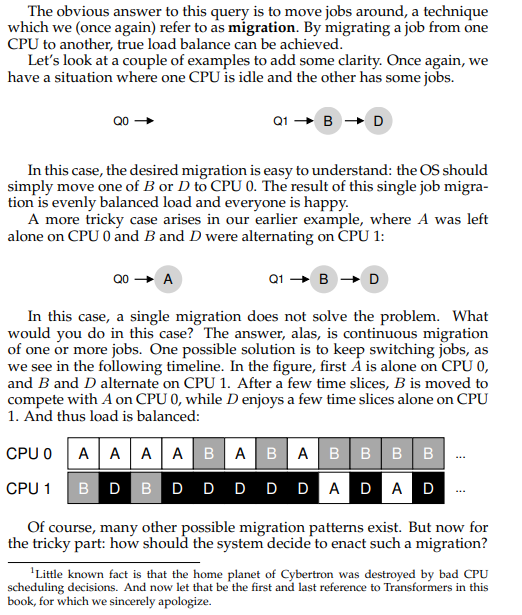 The obvious answer to this query is to move jobs around, a technique
which we (once again) refer to as migration. By migrating a job from one
CPU to another, true load balance can be achieved.
Let's look at a couple of examples to add some clarity. Once again, we
have a situation where one CPU is idle and the other has some jobs.
Q0 Q1 B D
In this case, the desired migration is easy to understand: the OS should
simply move one of B or D to CPU 0. The result of this single job migra-
tion is evenly balanced load and everyone is happy.
A more tricky case arises in our earlier example, where A was left
alone on CPU 0 and B and D were alternating on CPU 1:
Q0 A Q1 B D
In this case, a single migration does not solve the problem. What
would you do in this case? The answer, alas, is continuous migration
of one or more jobs. One possible solution is to keep switching jobs, as
we see in the following timeline. In the figure, first A is alone on CPU 0,
and B and D alternate on CPU 1. After a few time slices, B is moved to
compete with A on CPU 0, while D enjoys a few time slices alone on CPU
1. And thus load is balanced:
CPU 0 A A A A B A B A B B B B ...
CPU 1 B D B D D D D D A D A D ...
Of course, many other possible migration patterns exist. But now for
the tricky part: how should the system decide to enact such a migration?
1Little known fact is that the home planet of Cybertron was destroyed by bad CPU
scheduling decisions. And now let that be the first and last reference to Transformers in this
book, for which we sincerely apologize.